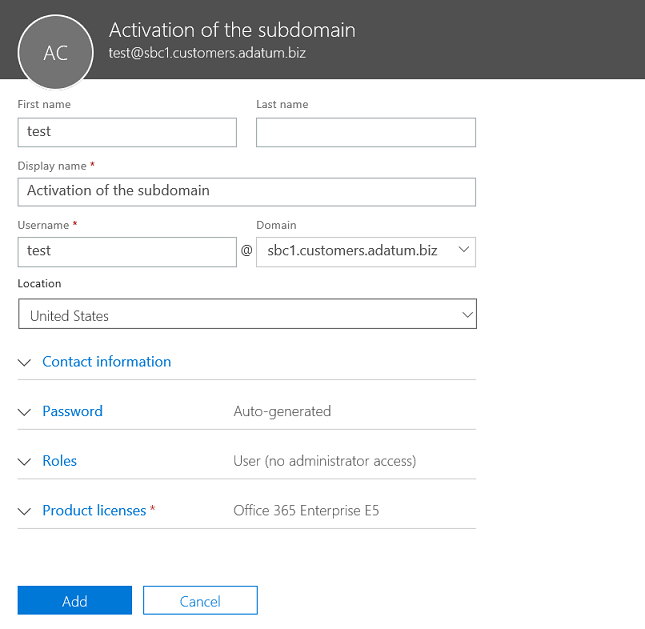 AC
Activation of the subdomain
test@sbc1.customers.adatum.biz
First name Last name
test
Display name *
Activation of the subdomain
Username * Domain
test @ sbc1.customers.adatum.biz
Location
United States
Contact information
Password Auto-generated
Roles User (no administrator access)
Product licenses * Office 365 Enterprise E5
Add Cancel